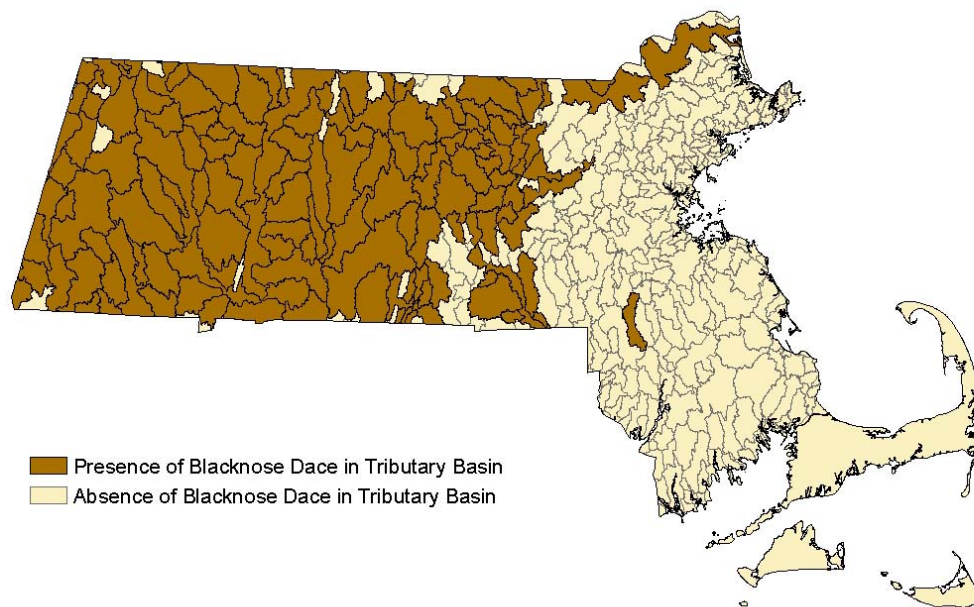 Presence of Blacknose Dace in Tributary Basin
Absence of Blacknose Dace in Tributary Basin